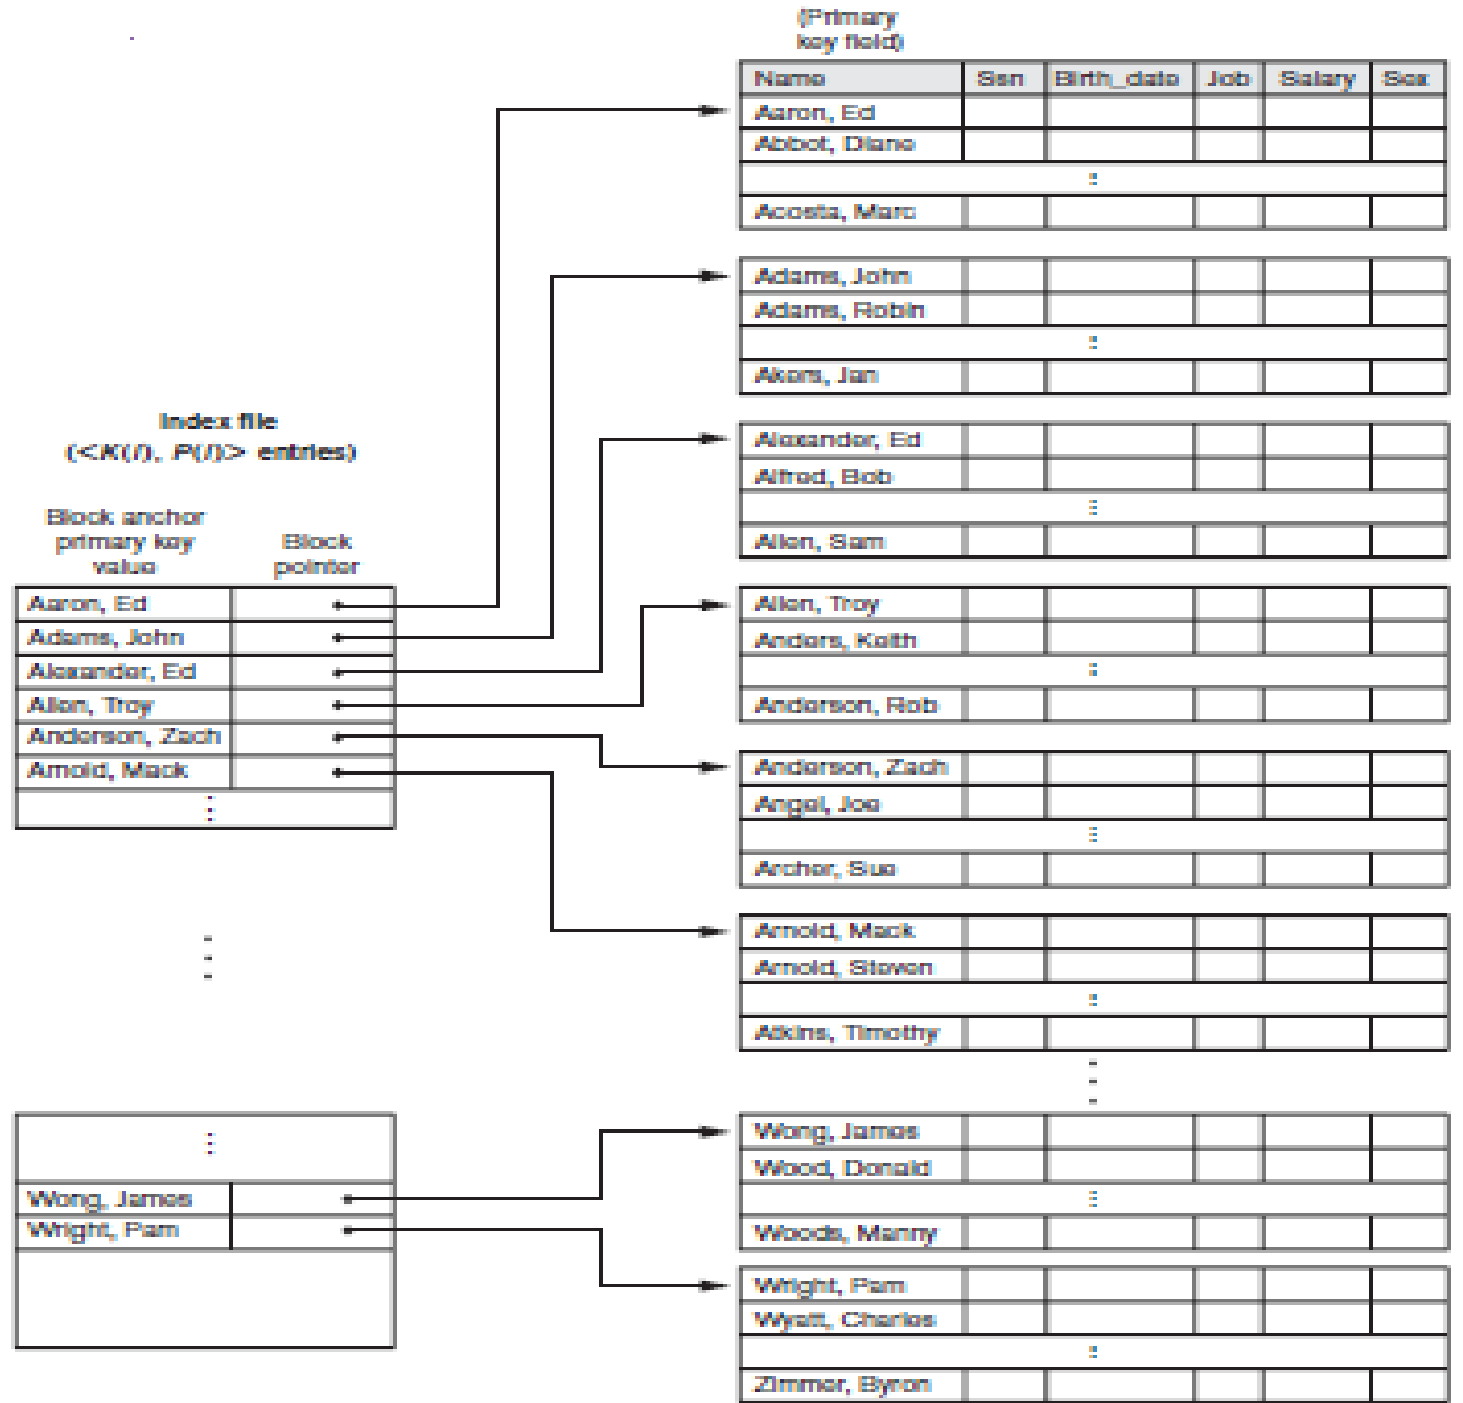 (Primary
key field)
Name Ssn Birth_date Job Salary Sex
Aaron, Ed
Abbot, Diane
Acosta, Marc
Adams, John
Adams, Robin
Akers, Jan
Alexander, Ed
Alfred, Bob
Allen, Sam
Allen, Troy
Anders, Keith
Anderson, Rob
Anderson, Zach
Angel, Joe
Archer, Sue
Arnold, Mack
Arnold, Steven
Atkins, Timothy
Wong, James
Wood, Donald
Woods, Manny
Wright, Pam
Wyatt, Charles
Zimmer, Byron
Index file
(<K(i), P(i)> entries)
Block anchor
primary key
value
Block
pointer
Aaron, Ed
Adams, John
Alexander, Ed
Allen, Troy
Anderson, Zach
Arnold, Mack
Wong, James
Wright, Pam